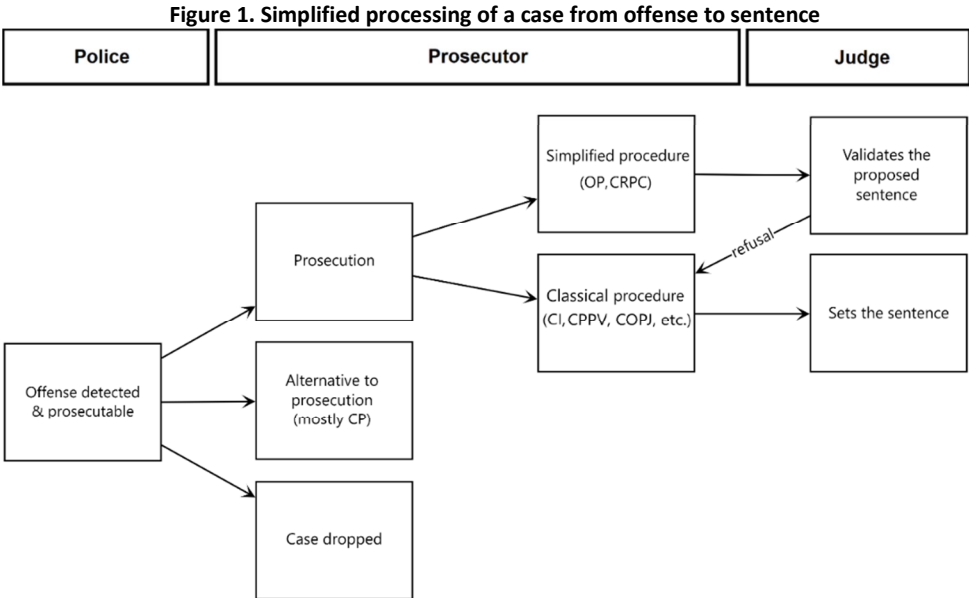 Figure 1. Simplified processing of a case from offense to sentence
Police
Prosecutor
Judge
Simplified procedure
(OP, CRPC)
Validates the
proposed
sentence
Prosecution
refusal
Classical procedure
(CI, CPPV, COPJ, etc.)
Sets the sentence
Offense detected
& prosecutable
Alternative to
prosecution
(mostly CP)
Case dropped